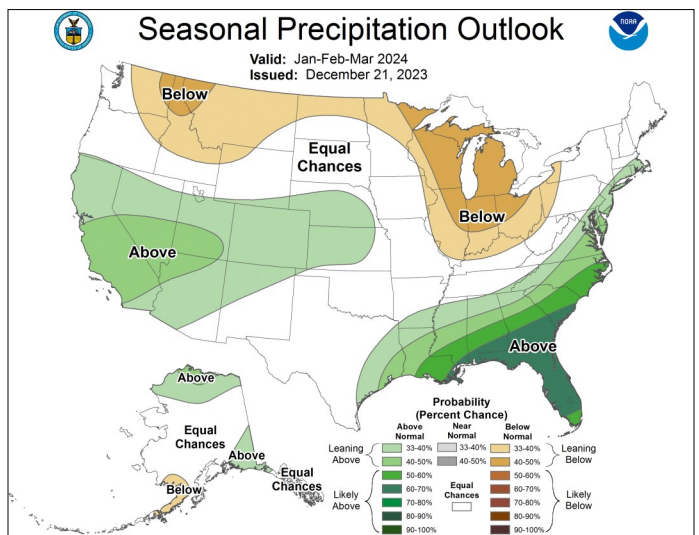 Seasonal Precipitation Outlook
NOAA
Valid: Jan-Feb-Mar 2024
Issued: December 21, 2023
Below
Equal
Chances
Below
Above
Above
Above
Equal
Chances
Above
Equal
Chances
Below
Probability
(Percent Chance)
Above
Normal
Near
Normal
Below
Normal
Leaning
Above
33-40%
40-50%
33-40%
40-50%
33-40%
40-50%
Leaning
Below
Likely
Above
50-60%
60-70%
70-80%
80-90%
90-100%
Equal
Chances
50-60%
60-70%
70-80%
80-90%
90-100%
Likely
Below